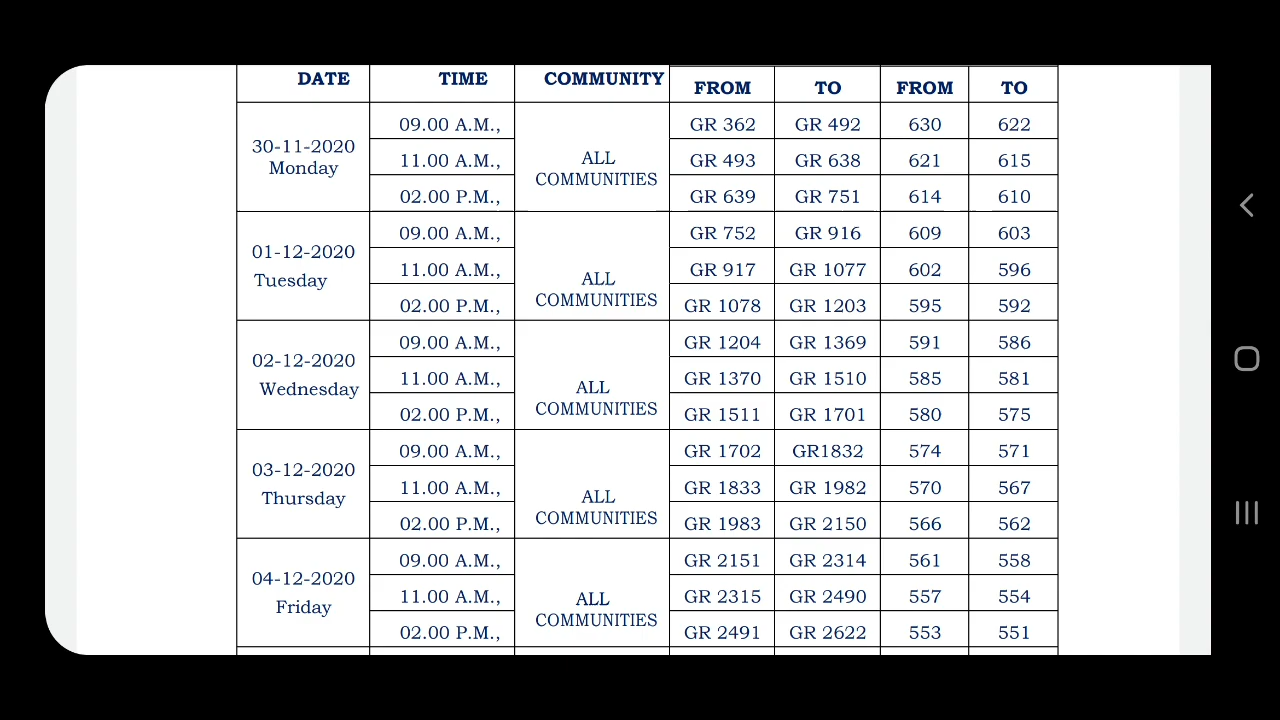 DATE TIME COMMUNITY FROM TO FROM TO
30-11-2020 Monday
ALL COMMUNITIES
09.00 A.M., GR 362 GR 492 630 622
11.00 A.M., GR 493 GR 638 621 615
02.00 P.M., GR 639 GR 751 614 610
01-12-2020 Tuesday
ALL COMMUNITIES
09.00 A.M., GR 752 GR 916 609 603
11.00 A.M., GR 917 GR 1077 602 596
02.00 P.M., GR 1078 GR 1203 595 592
02-12-2020 Wednesday
ALL COMMUNITIES
09.00 A.M., GR 1204 GR 1369 591 586
11.00 A.M., GR 1370 GR 1510 585 581
02.00 P.M., GR 1511 GR 1701 580 575
03-12-2020 Thursday
ALL COMMUNITIES
09.00 A.M., GR 1702 GR1832 574 571
11.00 A.M., GR 1833 GR 1982 570 567
02.00 P.M., GR 1983 GR 2150 566 562
04-12-2020 Friday
ALL COMMUNITIES
09.00 A.M., GR 2151 GR 2314 561 558
11.00 A.M., GR 2315 GR 2490 557 554
02.00 P.M., GR 2491 GR 2622 553 551